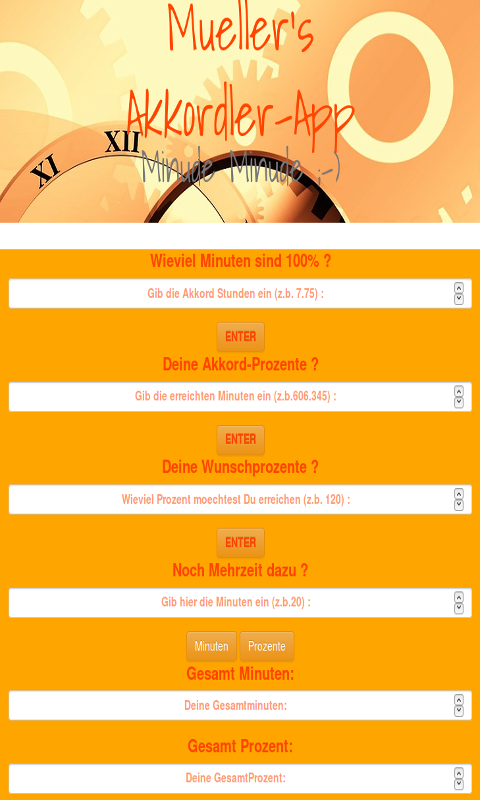 Mueller's
Akkordler-App
Minude Minude ;-)
XII
XI
Wieviel Minuten sind 100% ?
Gib die Akkord Stunden ein (z.b. 7.75) :
ENTER
Deine Akkord-Prozente ?
Gib die erreichten Minuten ein (z.b.606.345) :
ENTER
Deine Wunschprozente ?
Wieviel Prozent moechtest Du erreichen (z.b. 120) :
ENTER
Noch Mehrzeit dazu ?
Gib hier die Minuten ein (z.b.20) :
Minuten Prozente
Gesamt Minuten:
Deine Gesamtminuten:
Gesamt Prozent:
Deine GesamtProzent: